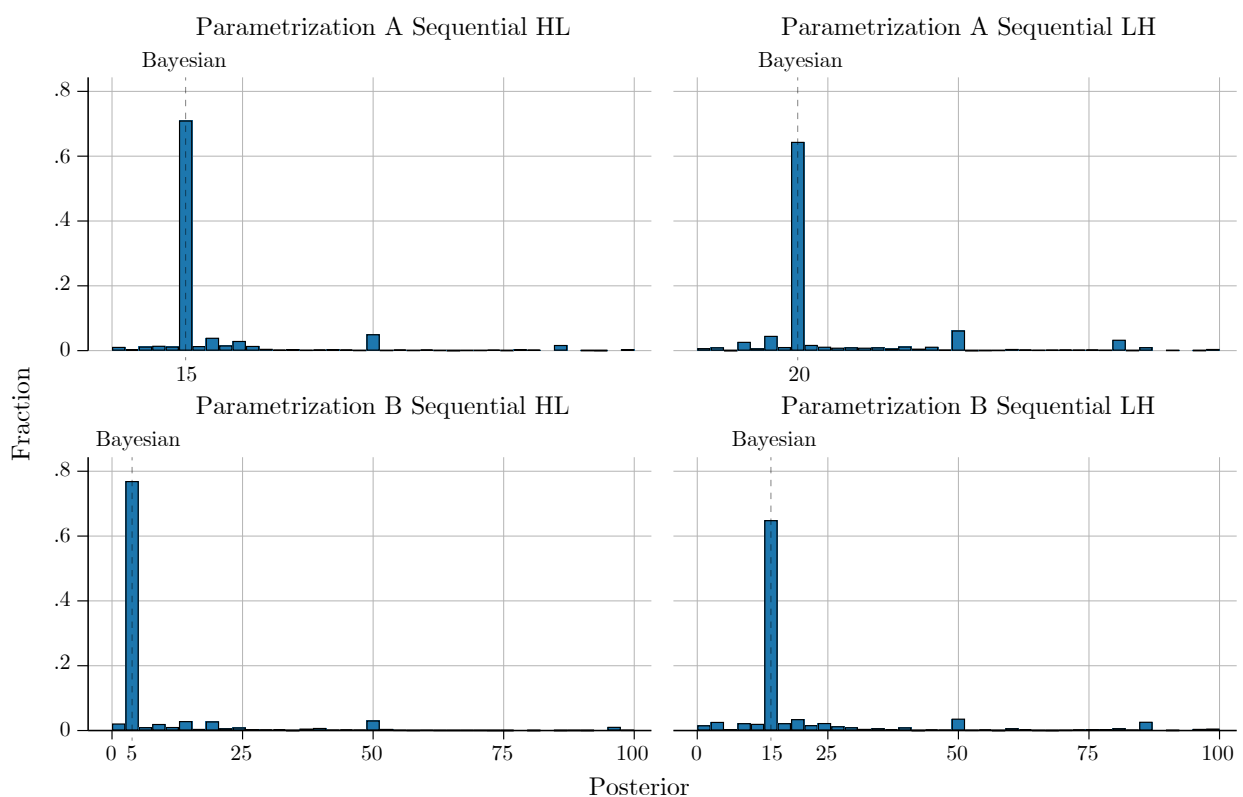 Parametrization A Sequential HL
Parametrization A Sequential LH
Bayesian
Bayesian
.8
.6
.4
.2
0
15
20
Parametrization B Sequential HL
Parametrization B Sequential LH
Bayesian
Bayesian
.8
.6
.4
.2
0
0 5 25 50 75 100
0 15 25 50 75 100
Fraction
Posterior